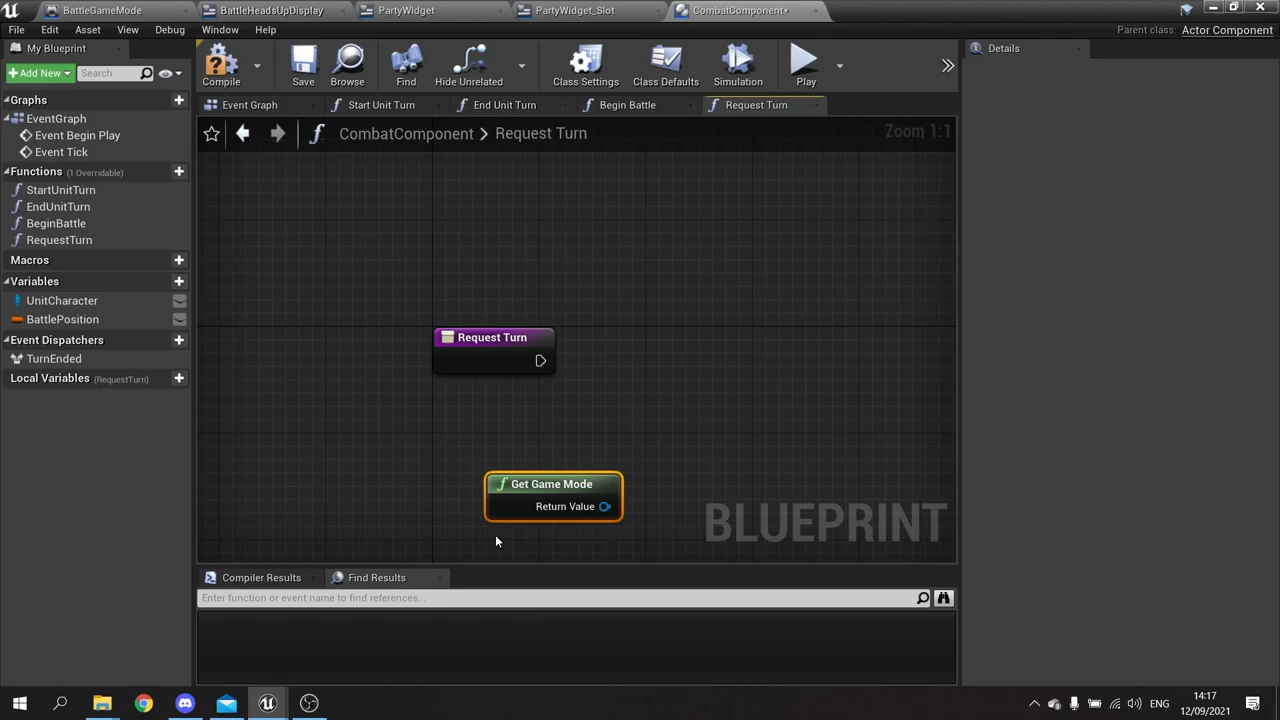 BattleGameMode
BattleHeadsUpDisplay
PartyWidget
PartyWidget_Slot
CombatComponent*
File Edit Asset View Debug Window Help
Parent class: Actor Component
My Blueprint
Add New
Search
Compile
Save
Browse
Find
Hide Unrelated
Class Settings
Class Defaults
Simulation
Play
Details
Graphs
EventGraph
Event Begin Play
Event Tick
Functions (1 Overridable)
StartUnitTurn
EndUnitTurn
BeginBattle
RequestTurn
Macros
Variables
UnitCharacter
BattlePosition
Event Dispatchers
TurnEnded
Local Variables (RequestTurn)
Event Graph
Start Unit Turn
End Unit Turn
Begin Battle
Request Turn
CombatComponent > Request Turn
Zoom 1:1
Request Turn
Get Game Mode
Return Value
BLUEPRINT
Compiler Results
Find Results
Enter function or event name to find references...
ENG
14:17
12/09/2021